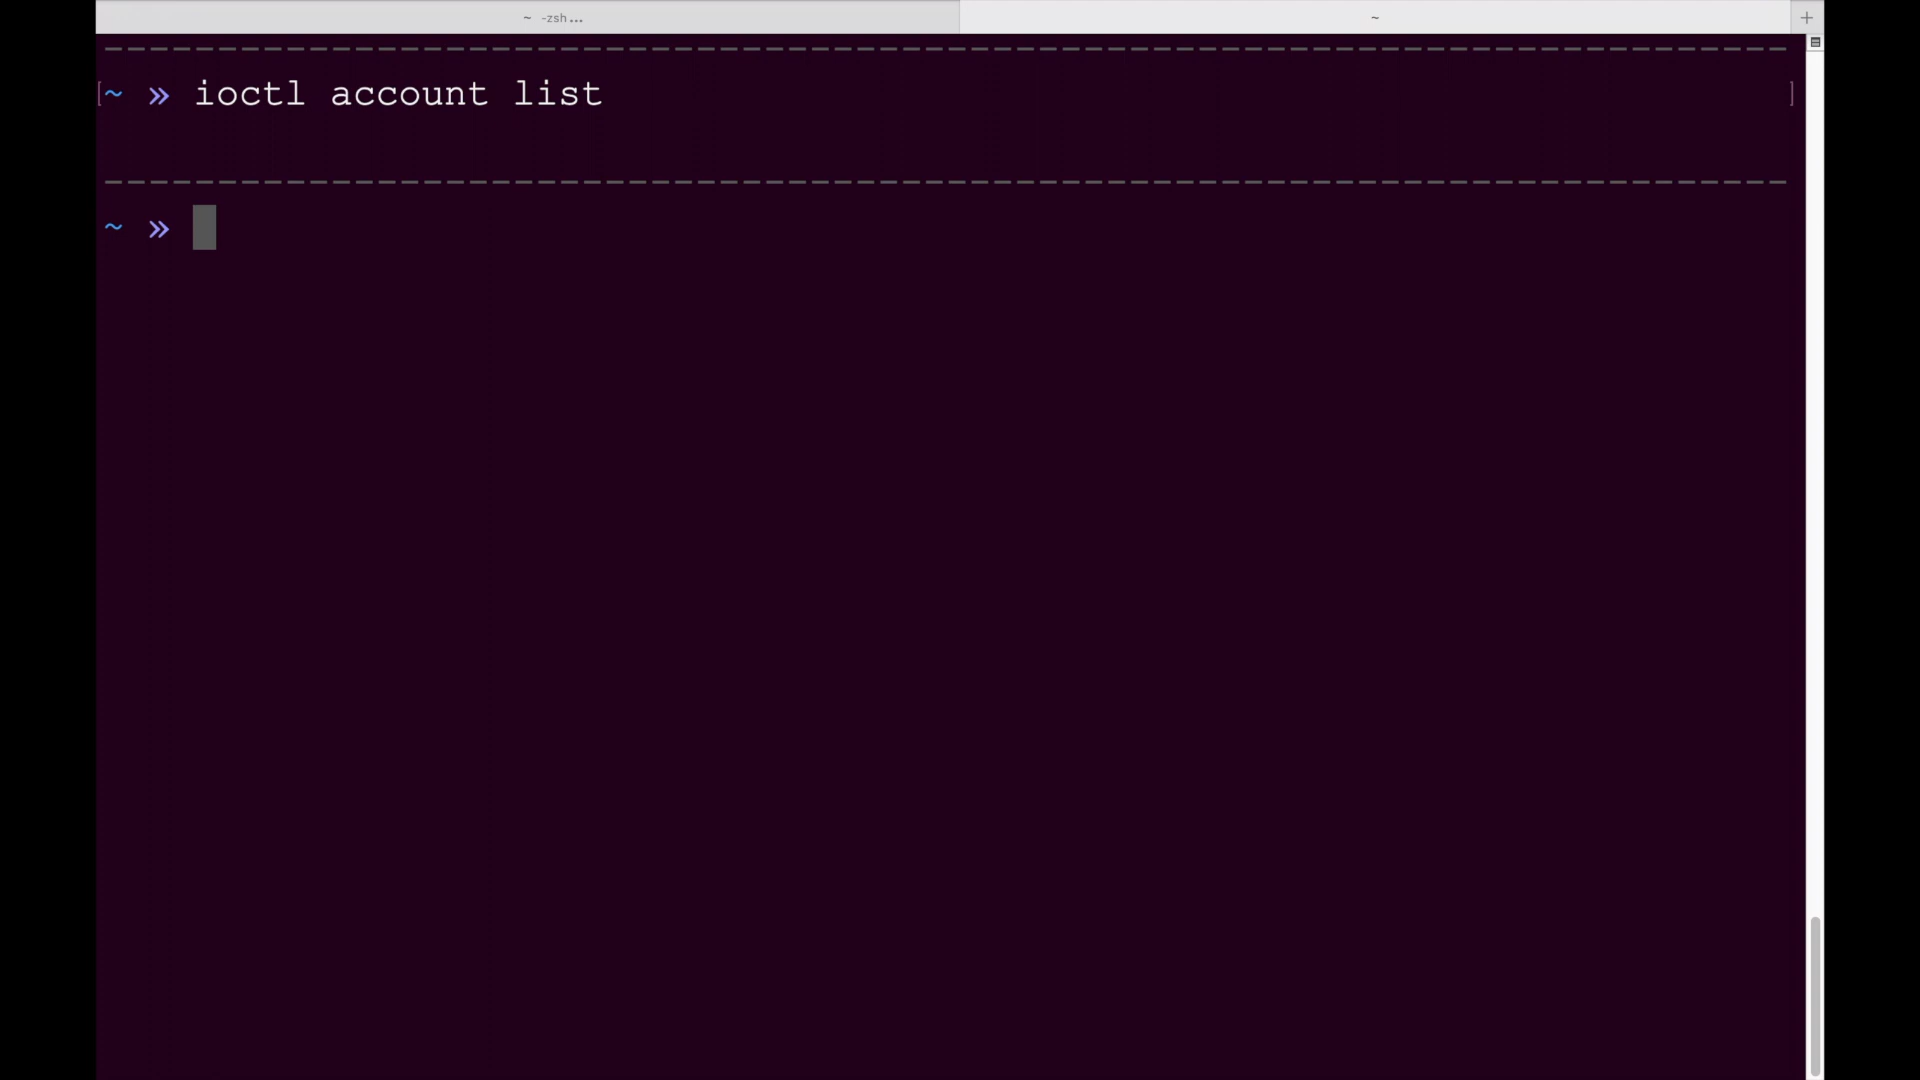 ~ -zsh...
~
~ » ioctl account list
~ »